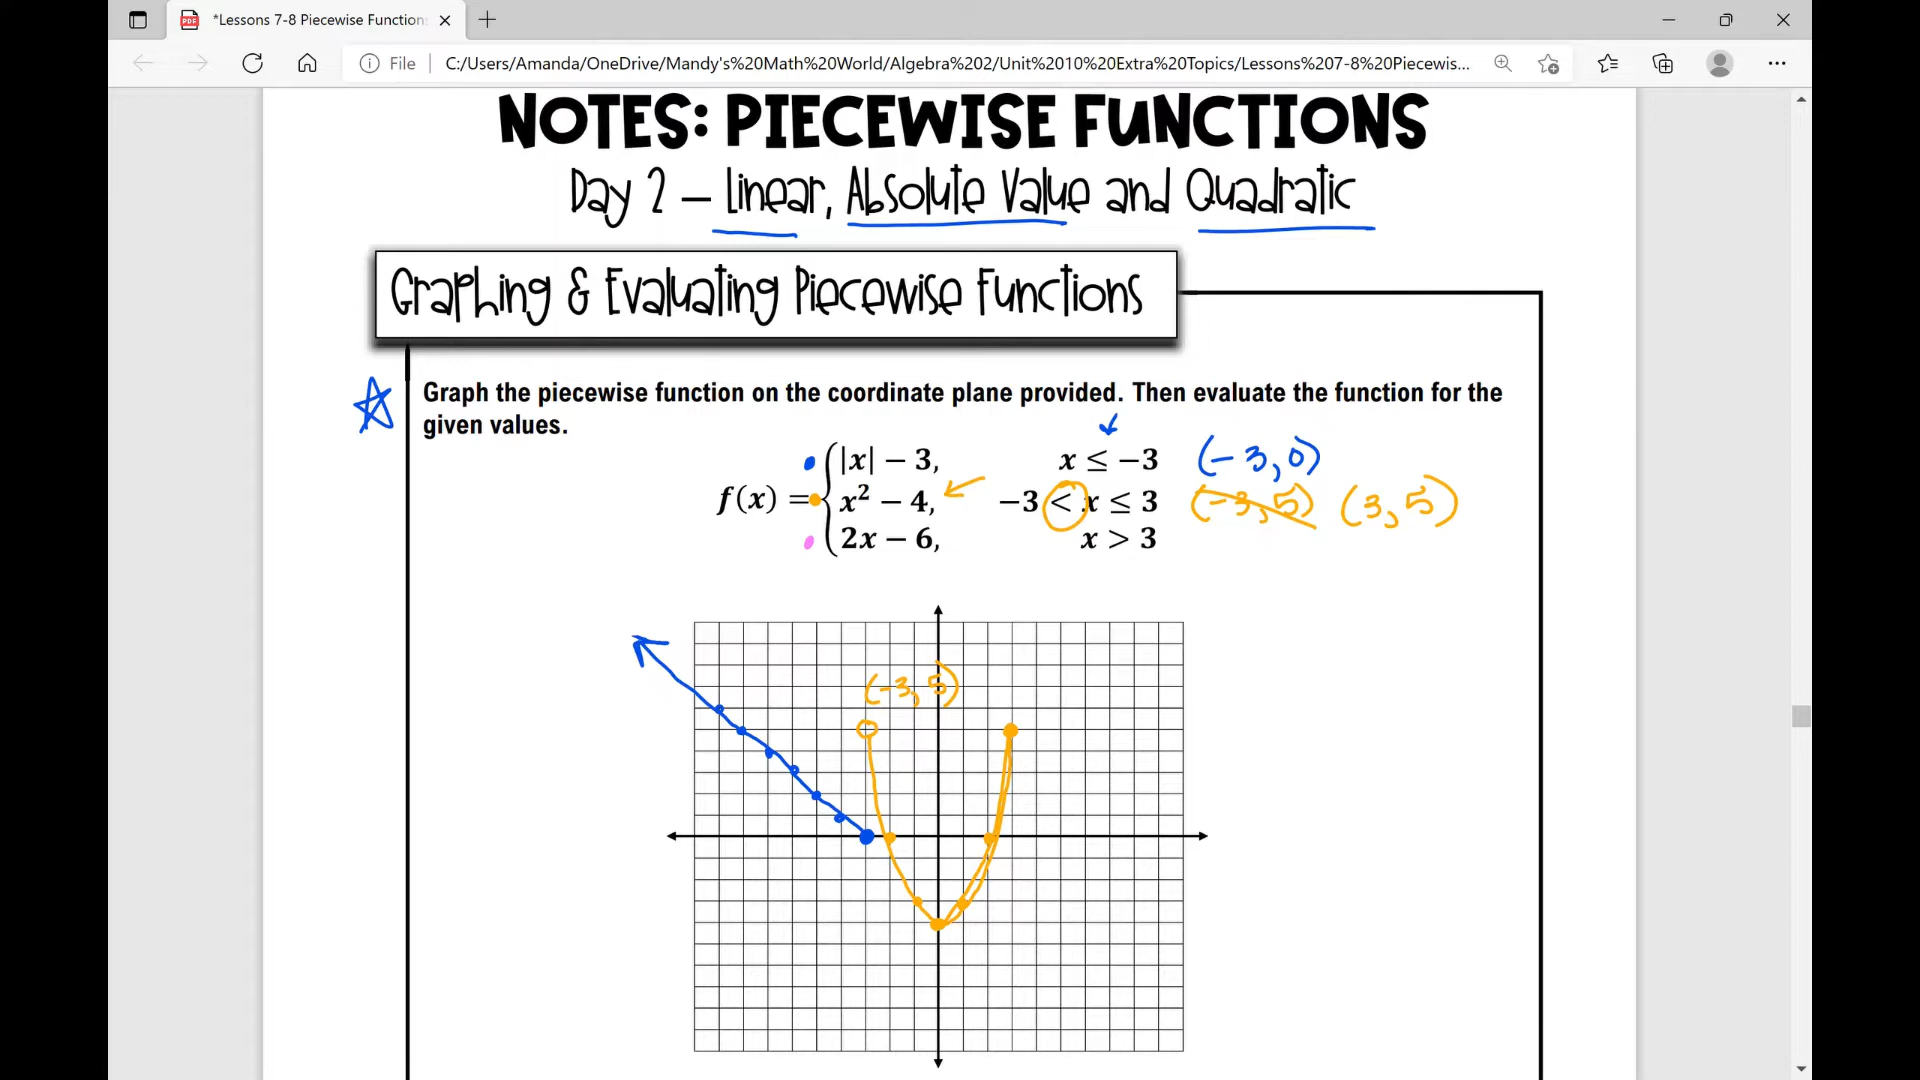 *Lessons 7-8 Piecewise Function
File C:/Users/Amanda/OneDrive/Mandy's%20Math%20World/Algebra%202/Unit%2010%20Extra%20Topics/Lessons%207-8%20Piecewis...
NOTES: PIECEWISE FUNCTIONS
Day 2 – Linear, Absolute Value and Quadratic
Graphing & Evaluating Piecewise Functions
Graph the piecewise function on the coordinate plane provided. Then evaluate the function for the
given values.
|x| − 3, x ≤ −3 (-3,0)
f(x) = x² − 4, −3 < x ≤ 3 (-3,5) (3,5)
2x − 6, x > 3
(-3,5)